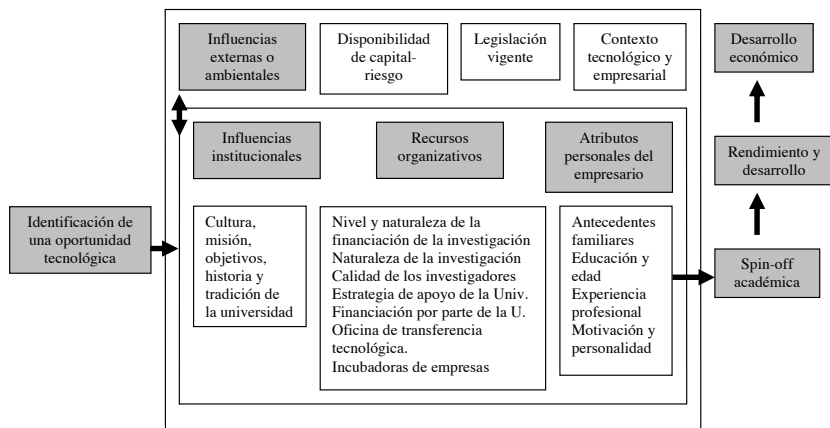 Influencias
externas o
ambientales
Disponibilidad
de capital-
riesgo
Legislación
vigente
Contexto
tecnológico y
empresarial
Desarrollo
económico
Influencias
institucionales
Recursos
organizativos
Atributos
personales del
empresario
Rendimiento y
desarrollo
Identificación de
una oportunidad
tecnológica
Cultura,
misión,
objetivos,
historia y
tradición de
la universidad
Nivel y naturaleza de la
financiación de la investigación
Naturaleza de la investigación
Calidad de los investigadores
Estrategia de apoyo de la Univ.
Financiación por parte de la U.
Oficina de transferencia
tecnológica.
Incubadoras de empresas
Antecedentes
familiares
Educación y
edad
Experiencia
profesional
Motivación y
personalidad
Spin-off
académica